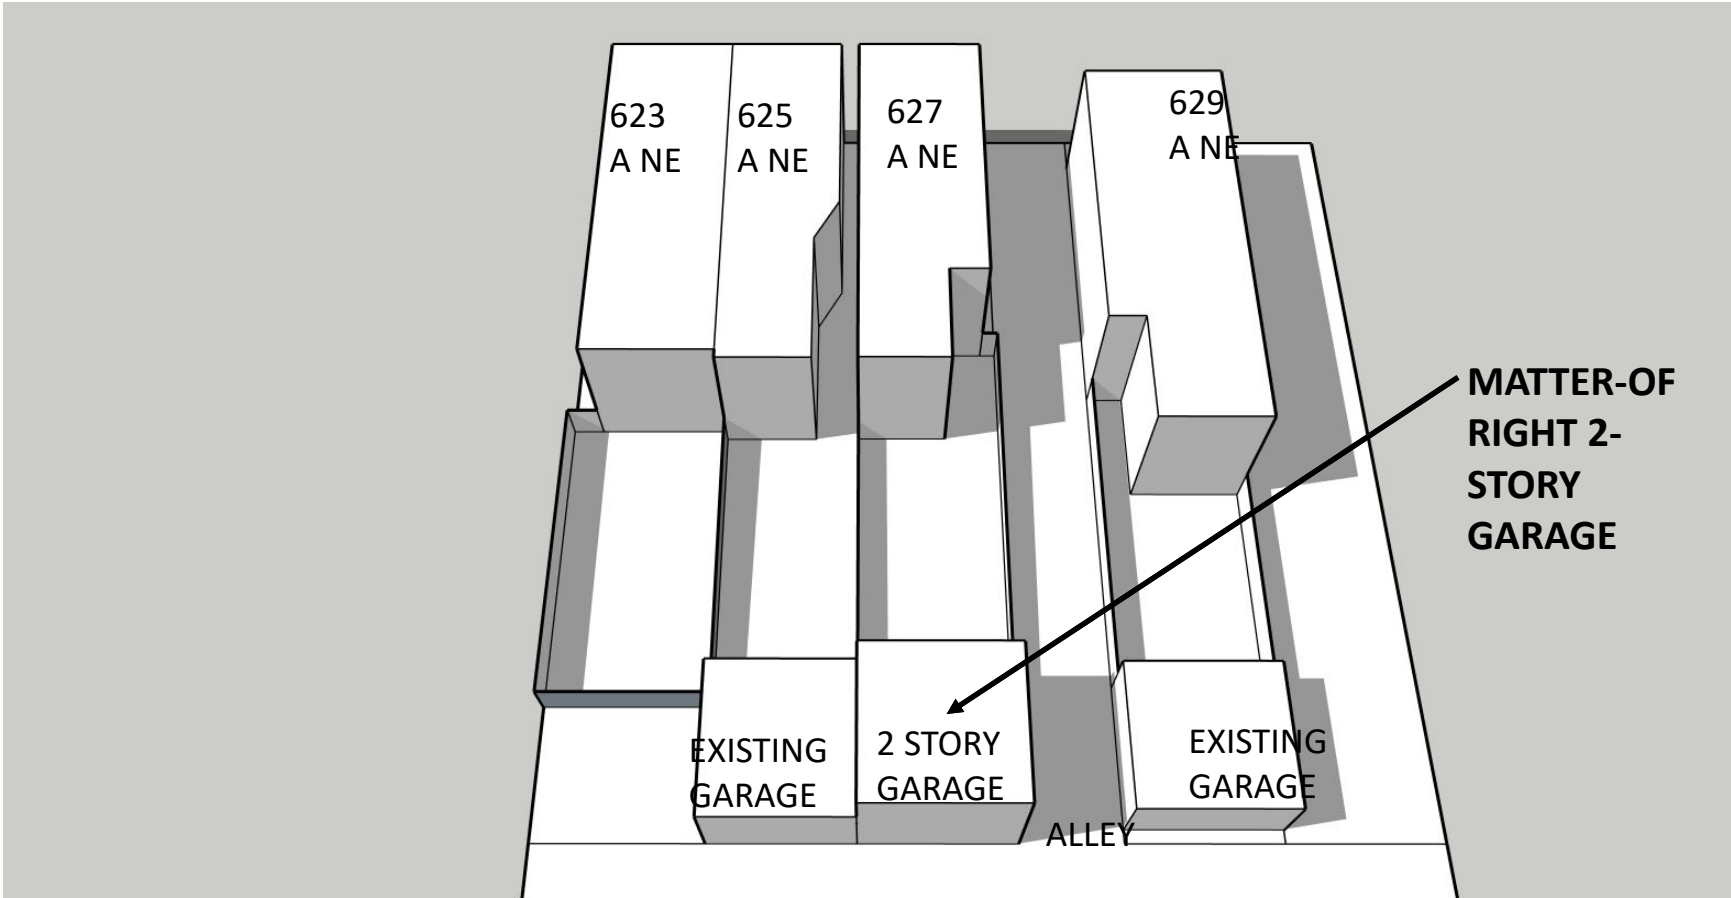 623
A NE
625
A NE
627
A NE
629
A NE
MATTER-OF
RIGHT 2-
STORY
GARAGE
EXISTING
GARAGE
2 STORY
GARAGE
EXISTING
GARAGE
ALLEY